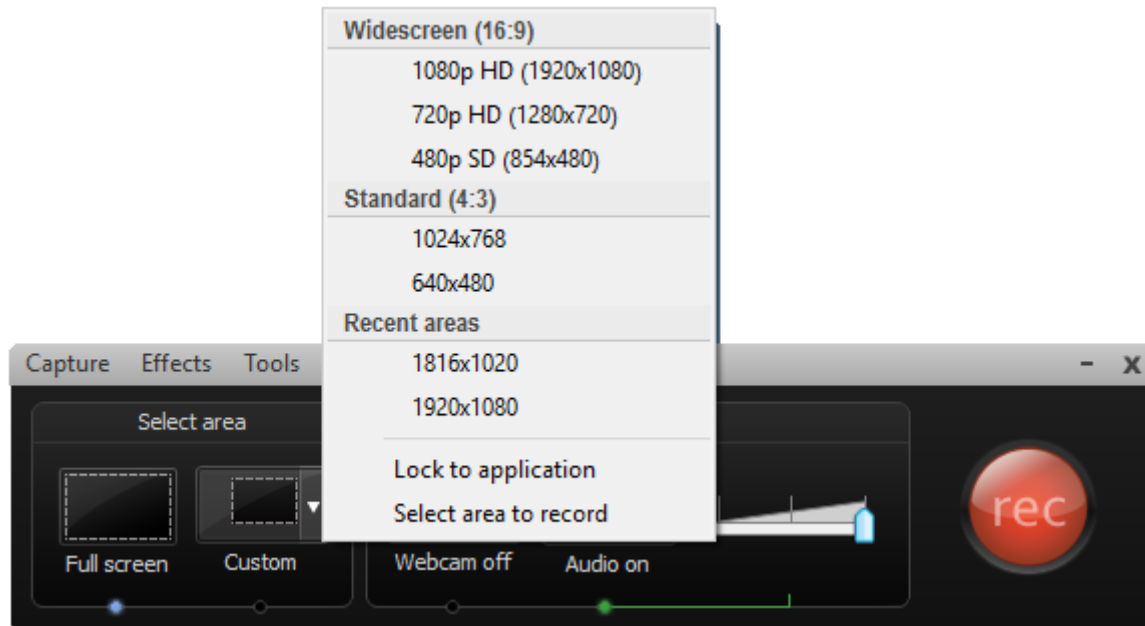 Widescreen (16:9)
1080p HD (1920x1080)
720p HD (1280x720)
480p SD (854x480)
Standard (4:3)
1024x768
640x480
Recent areas
1816x1020
1920x1080
Lock to application
Select area to record
Capture Effects Tools
- x
Select area
Full screen
Custom
Webcam off
Audio on
rec